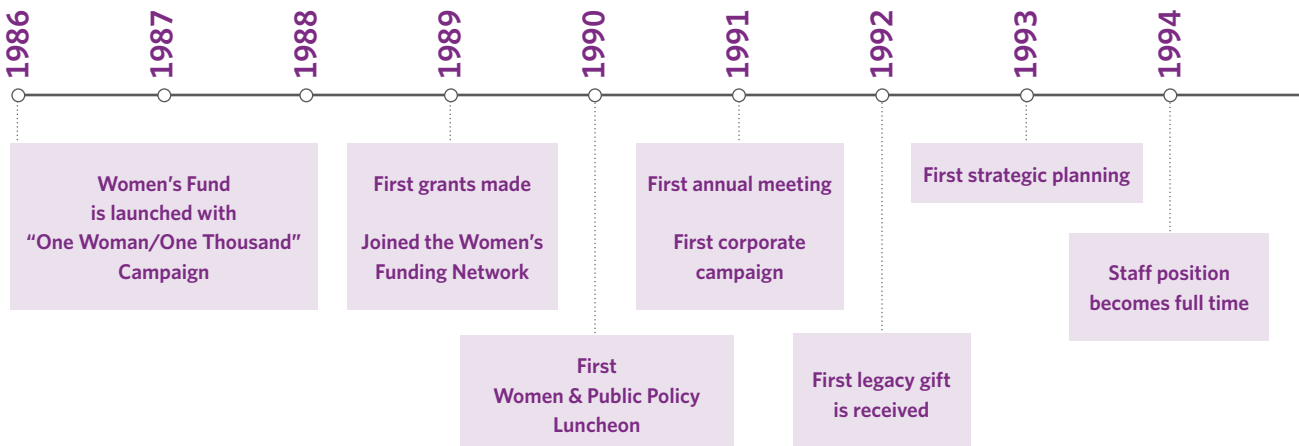 1986
1987
1988
1989
1990
1991
1992
1993
1994
Women's Fund
is launched with
“One Woman/One Thousand”
Campaign
First grants made
Joined the Women's
Funding Network
First
Women & Public Policy
Luncheon
First annual meeting
First corporate
campaign
First legacy gift
is received
First strategic planning
Staff position
becomes full time